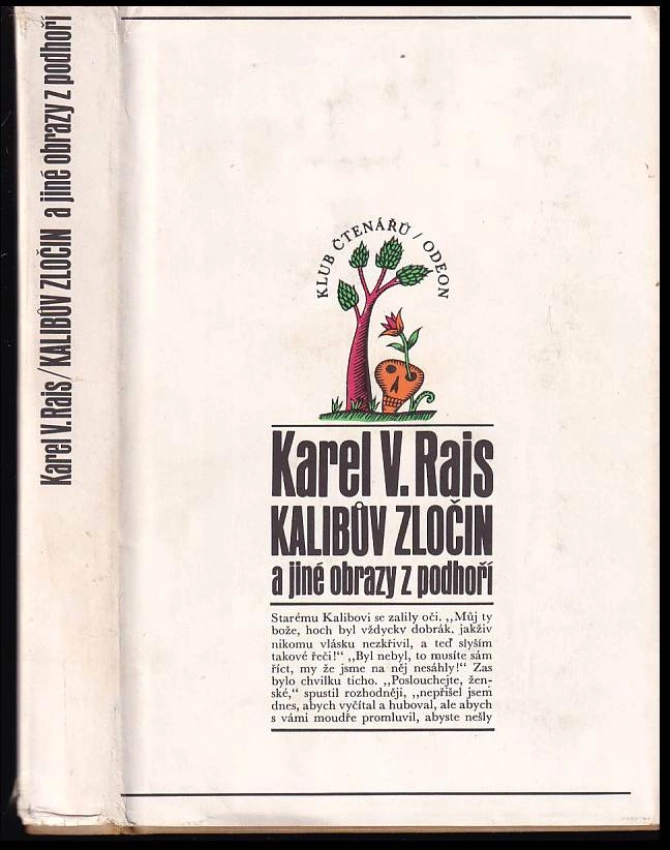 Karel V. Rais/KALIBŮV ZLOČIN a jiné obrazy z podhoří
KLUB ČTENÁŘŮ/ODEON
Karel V. Rais
KALIBŮV ZLOČIN
a jiné obrazy z podhoří
Starému Kalibovi se zalily oči. ,,Můj ty
bože, hoch byl vždycky dobrák. jakživ
nikomu vlásku nezkřivil, a teď slyším
takové řeči!“ ,,Byl nebyl, to musíte sám
říct, my že jsme na něj nesáhly!“ Zas
bylo chvilku ticho. ,,Poslouchejte, žen-
ské,“ spustil rozhodněji, ,,nepřišel jsem
dnes, abych vyčítal a huboval, ale abych
s vámi moudře promluvil, abyste nešly